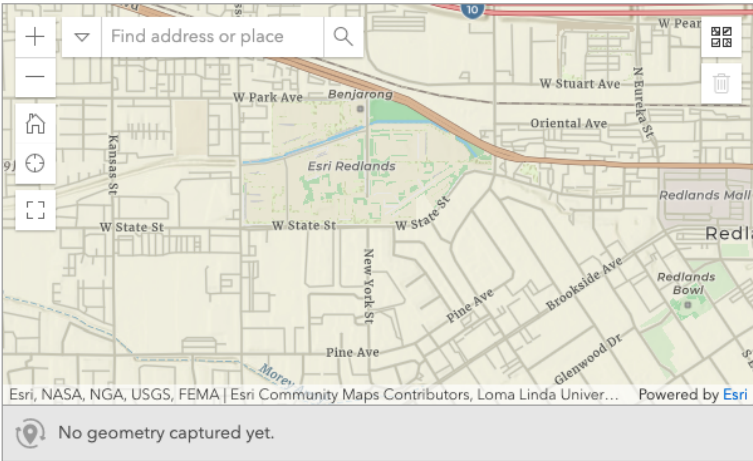 10
W Pear
Find address or place
W Stuart Ave
N Eureka St
W Park Ave
Benjarong
Oriental Ave
Kansas St
Esri Redlands
Redlands Mall
W State St
W State St
W State St
Redl
New York St
Redlands
Bowl
Brookside Ave
Pine Ave
Pine Ave
Glenwood Dr
Morey
Esri, NASA, NGA, USGS, FEMA | Esri Community Maps Contributors, Loma Linda Univer...
Powered by Esri
No geometry captured yet.